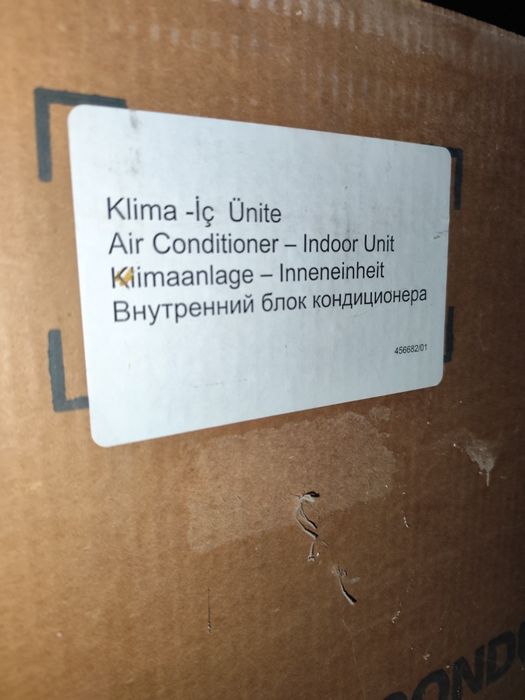 Klima -İç Ünite
Air Conditioner – Indoor Unit
Klimaanlage – Inneneinheit
Внутренний блок кондиционера
456682/01